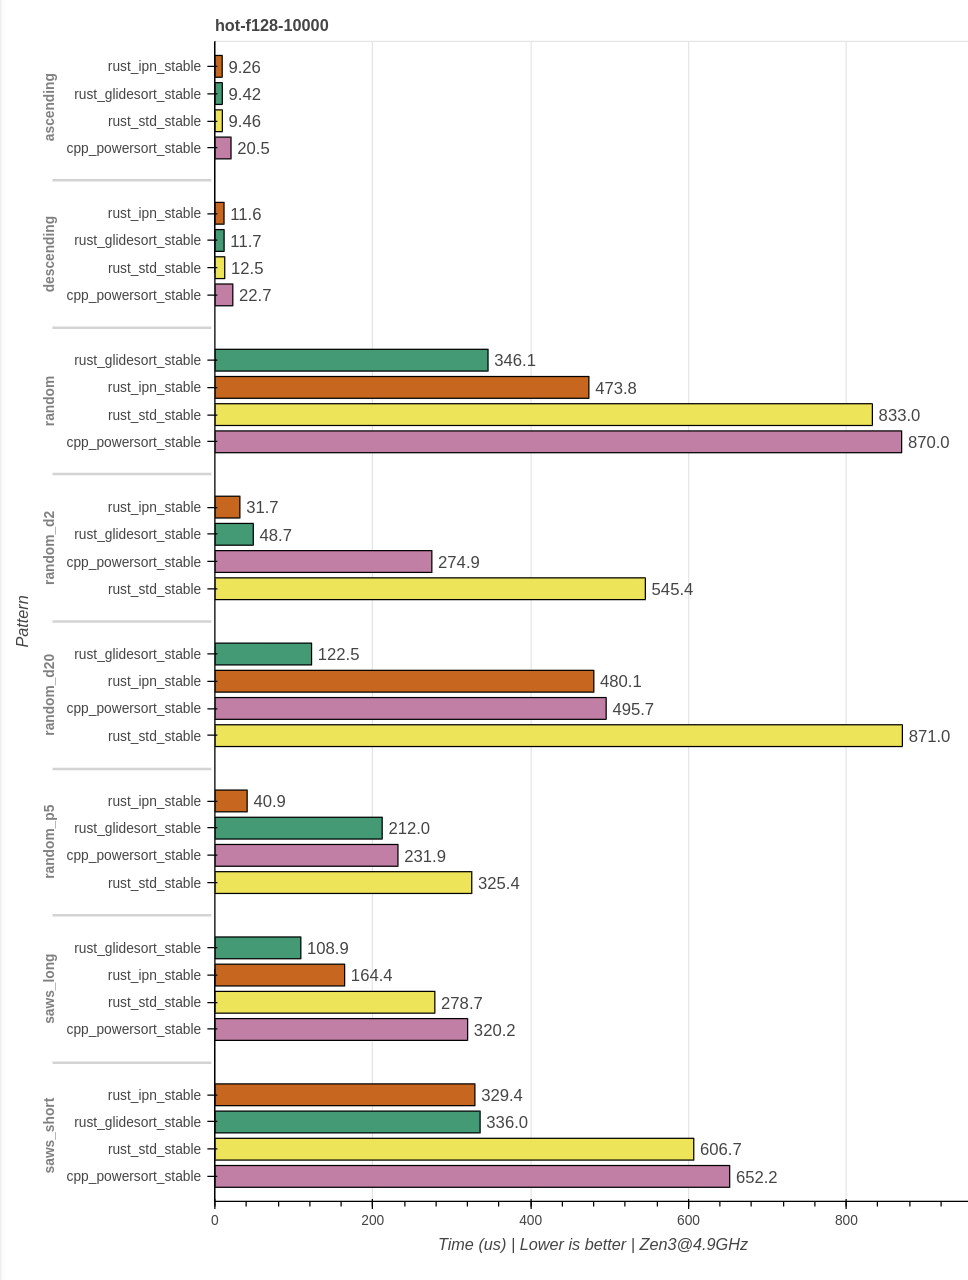 hot-f128-10000
Pattern
ascending
rust_ipn_stable 9.26
rust_glidesort_stable 9.42
rust_std_stable 9.46
cpp_powersort_stable 20.5
descending
rust_ipn_stable 11.6
rust_glidesort_stable 11.7
rust_std_stable 12.5
cpp_powersort_stable 22.7
random
rust_glidesort_stable 346.1
rust_ipn_stable 473.8
rust_std_stable 833.0
cpp_powersort_stable 870.0
random_d2
rust_ipn_stable 31.7
rust_glidesort_stable 48.7
cpp_powersort_stable 274.9
rust_std_stable 545.4
random_d20
rust_glidesort_stable 122.5
rust_ipn_stable 480.1
cpp_powersort_stable 495.7
rust_std_stable 871.0
random_p5
rust_ipn_stable 40.9
rust_glidesort_stable 212.0
cpp_powersort_stable 231.9
rust_std_stable 325.4
saws_long
rust_glidesort_stable 108.9
rust_ipn_stable 164.4
rust_std_stable 278.7
cpp_powersort_stable 320.2
saws_short
rust_ipn_stable 329.4
rust_glidesort_stable 336.0
rust_std_stable 606.7
cpp_powersort_stable 652.2
0 200 400 600 800
Time (us) | Lower is better | Zen3@4.9GHz